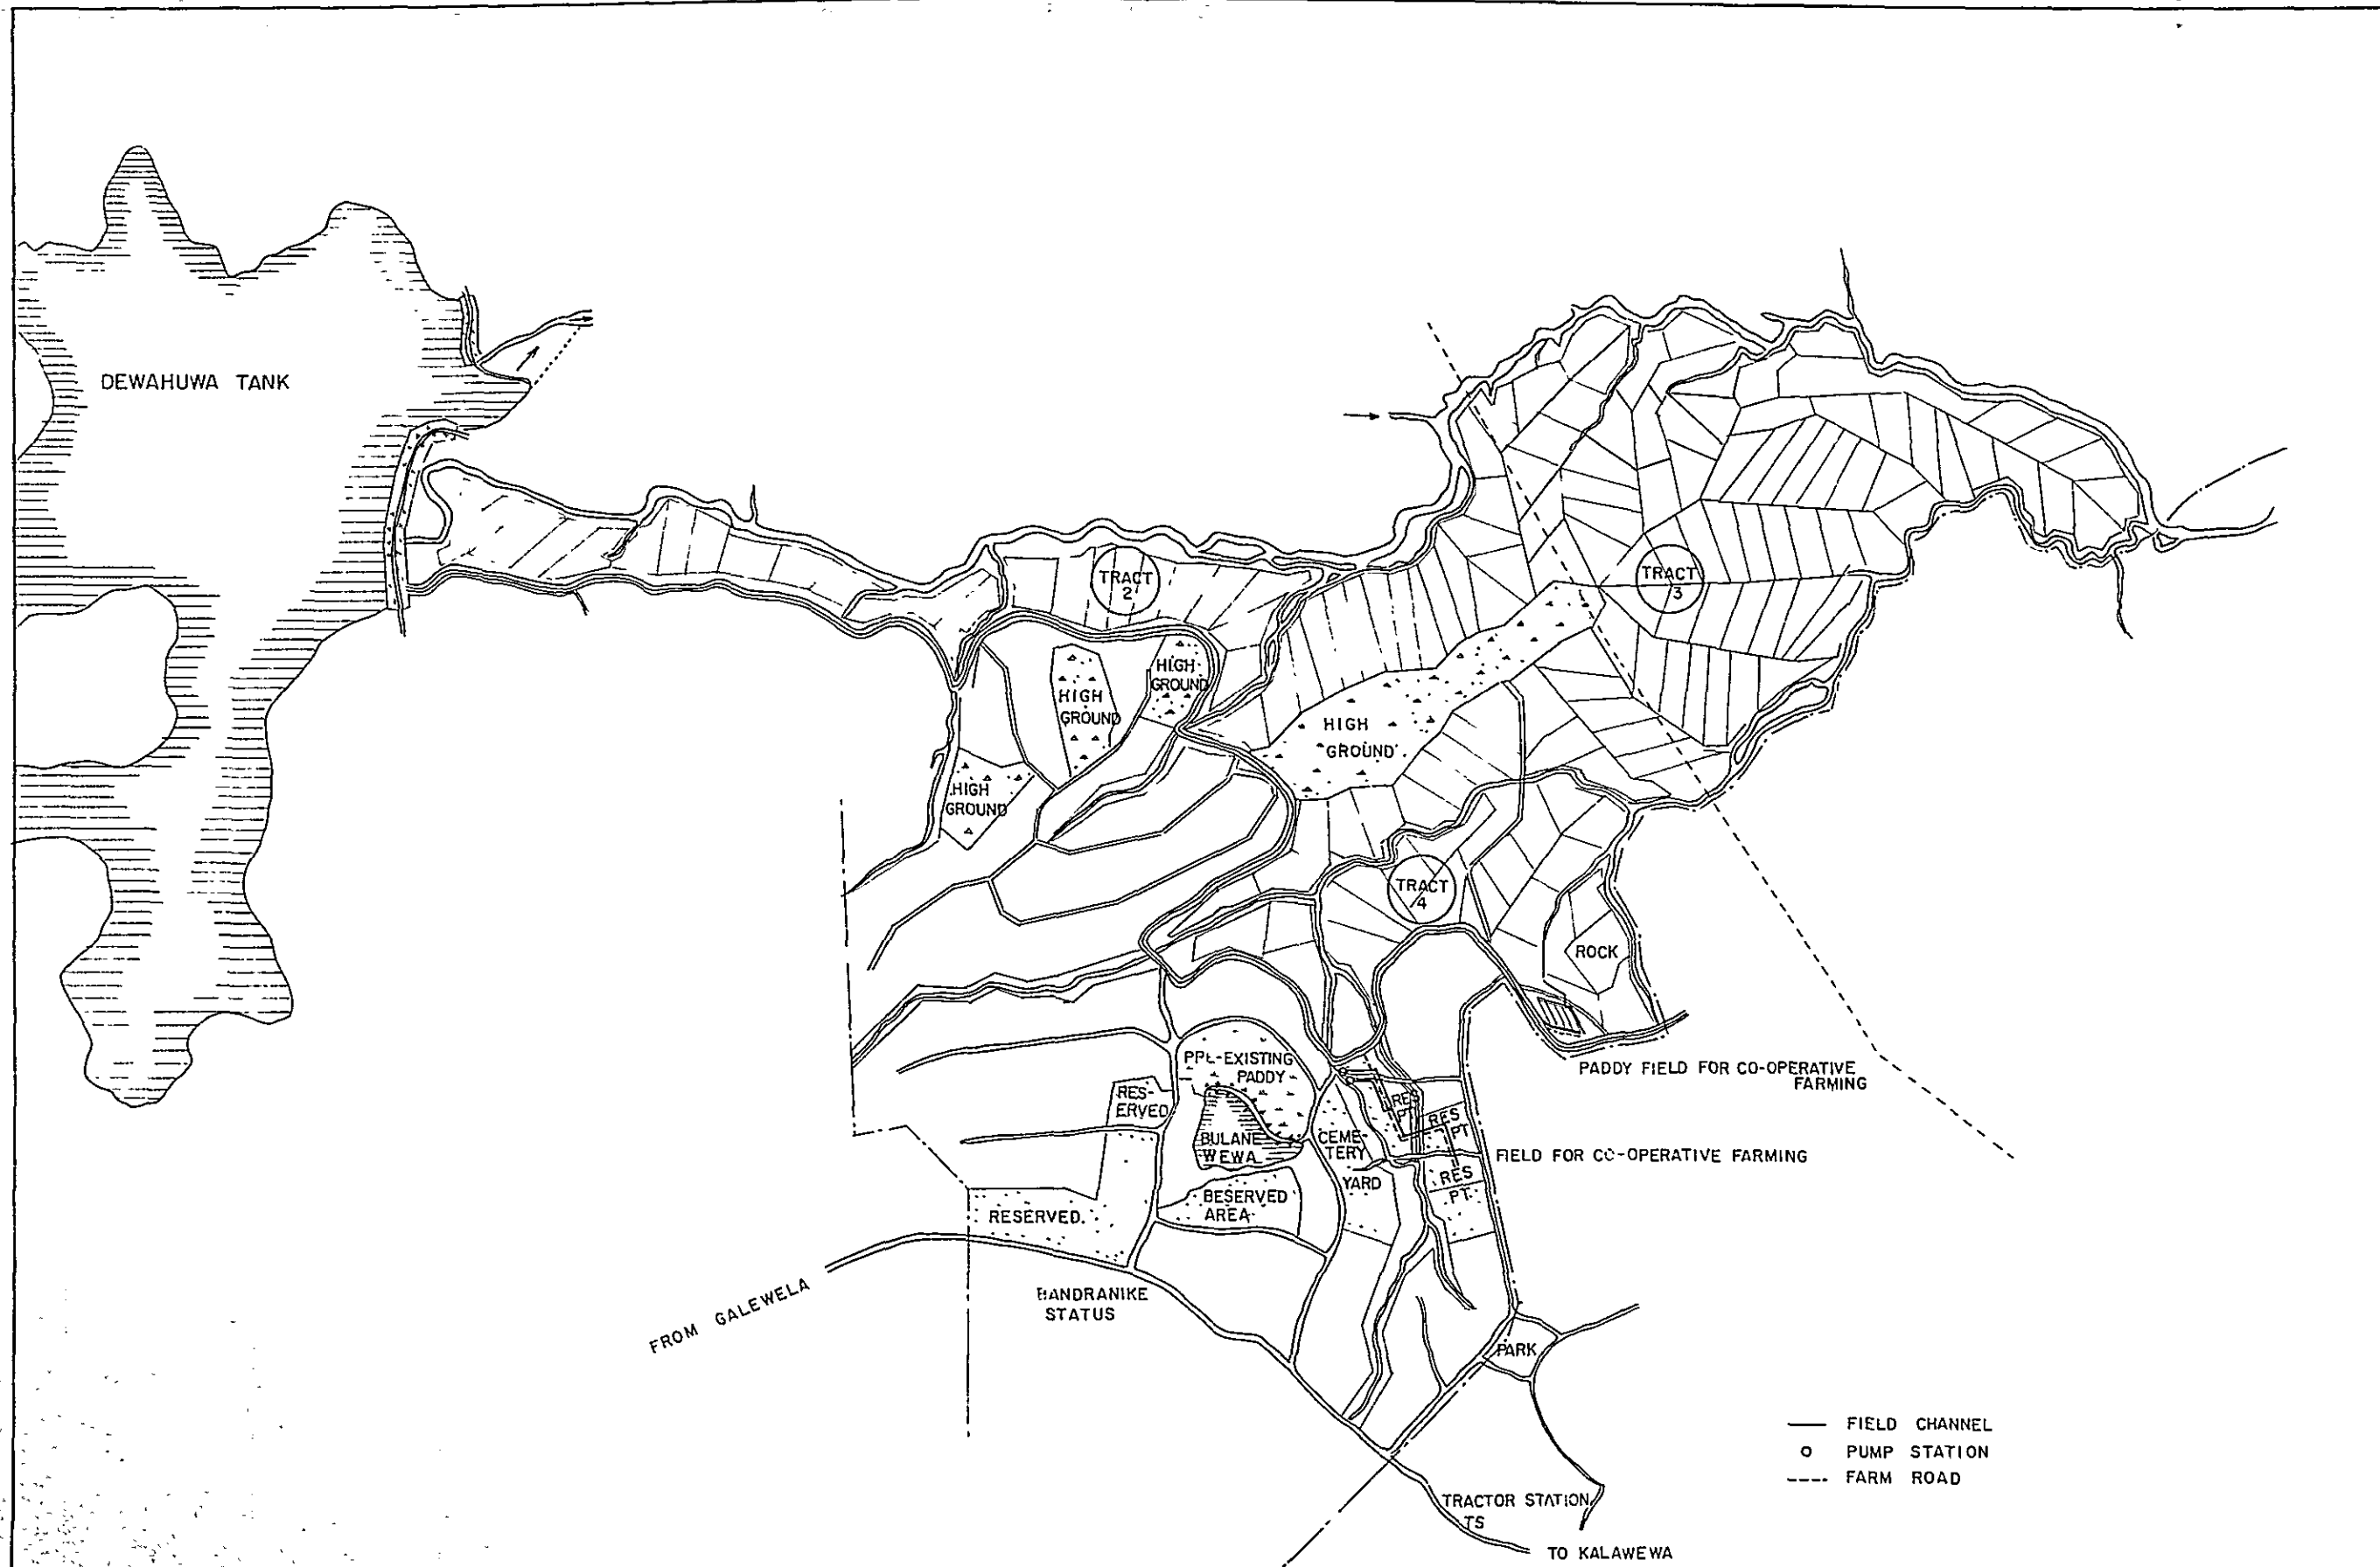 DEWAHUWA TANK
TRACT
2
TRACT
3
HIGH
GROUND
HIGH
GROUND
HIGH
GROUND
HIGH
GROUND
TRACT
4
ROCK
PADDY FIELD FOR CO-OPERATIVE
FARMING
PPE-EXISTING
PADDY
RES-
ERVED
RES
PT
RES
PT
BULANE
WEWA
CEME-
TERY
YARD
FIELD FOR CO-OPERATIVE FARMING
RES
PT.
BESERVED
AREA
RESERVED.
FROM GALEWELA
BANDRANIKE
STATUS
PARK
FIELD CHANNEL
PUMP STATION
FARM ROAD
TRACTOR STATION
TS
TO KALAWEWA